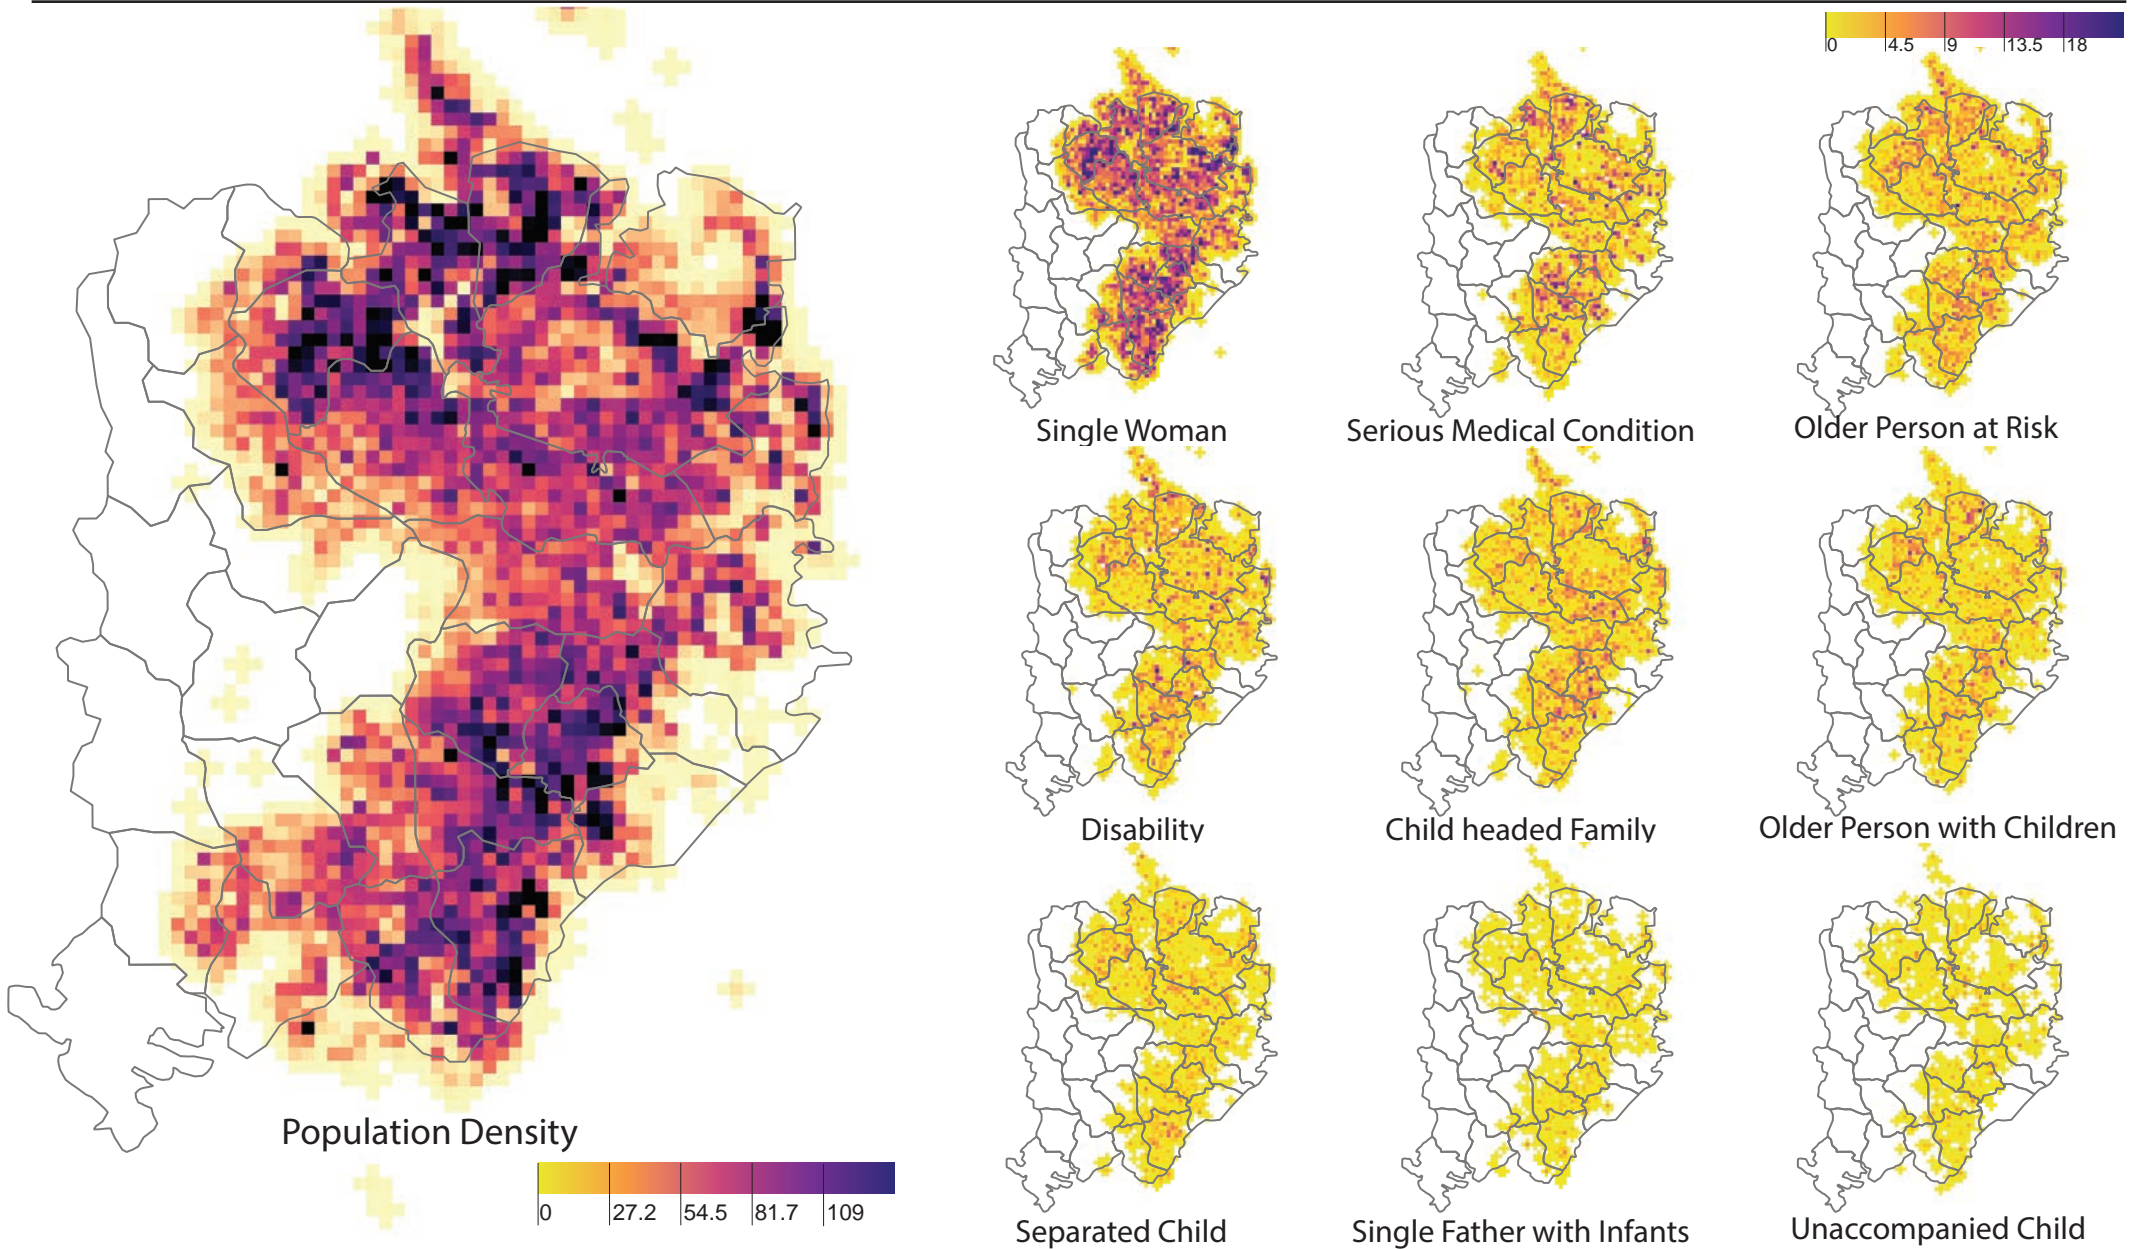 0 4.5 9 13.5 18
Single Woman
Serious Medical Condition
Older Person at Risk
Disability
Child headed Family
Older Person with Children
Population Density
0 27.2 54.5 81.7 109
Separated Child
Single Father with Infants
Unaccompanied Child